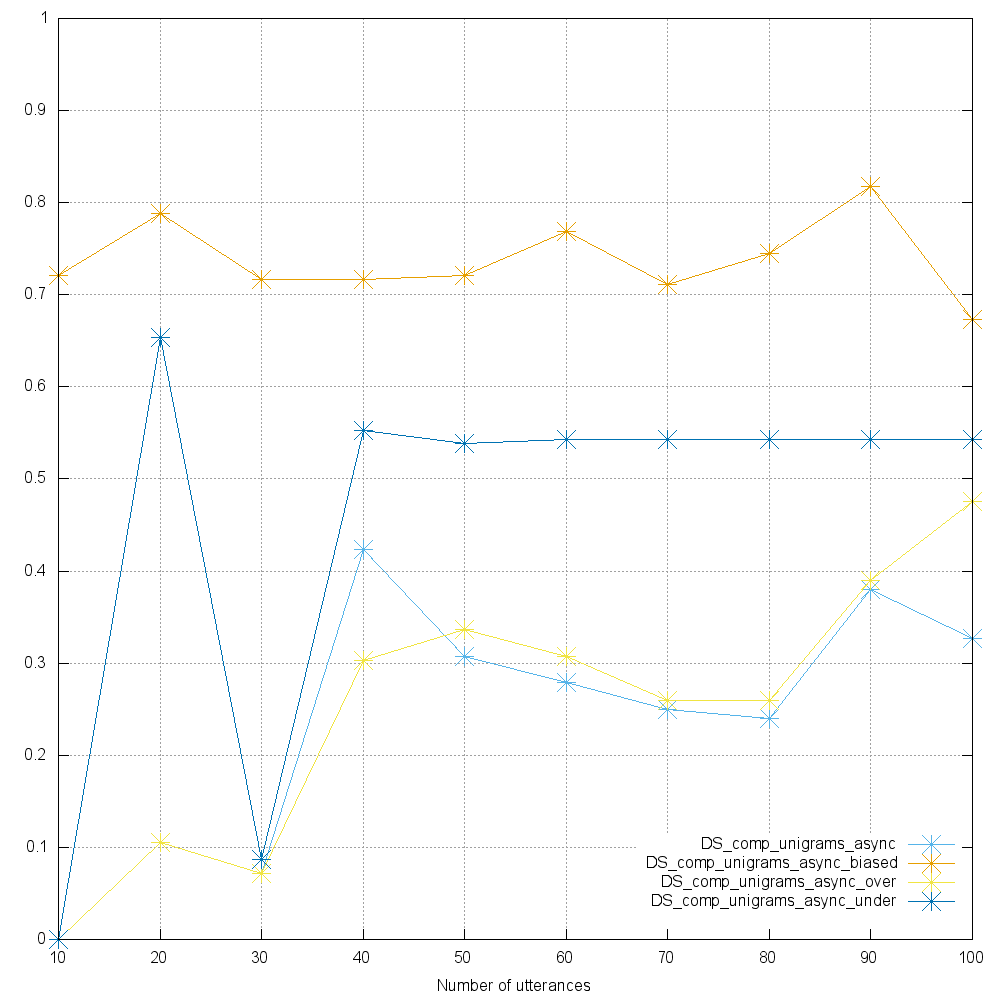 1
0.9
0.8
0.7
0.6
0.5
0.4
0.3
0.2
0.1
0
DS_comp_unigrams_async
DS_comp_unigrams_async_biased
DS_comp_unigrams_async_over
DS_comp_unigrams_async_under
10 20 30 40 50 60 70 80 90 100
Number of utterances